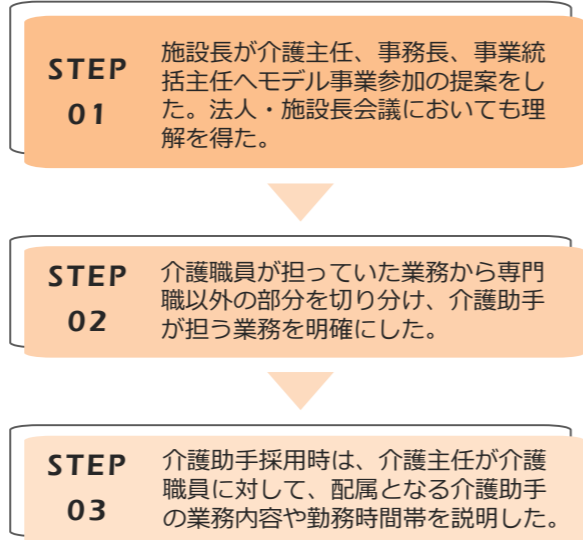 STEP
01
施設長が介護主任、事務長、事業統
括主任へモデル事業参加の提案をし
た。法人・施設長会議においても理
解を得た。
STEP
02
介護職員が担っていた業務から専門
職以外の部分を切り分け、介護助手
が担う業務を明確にした。
STEP
03
介護助手採用時は、介護主任が介護
職員に対して、配属となる介護助手
の業務内容や勤務時間帯を説明した。